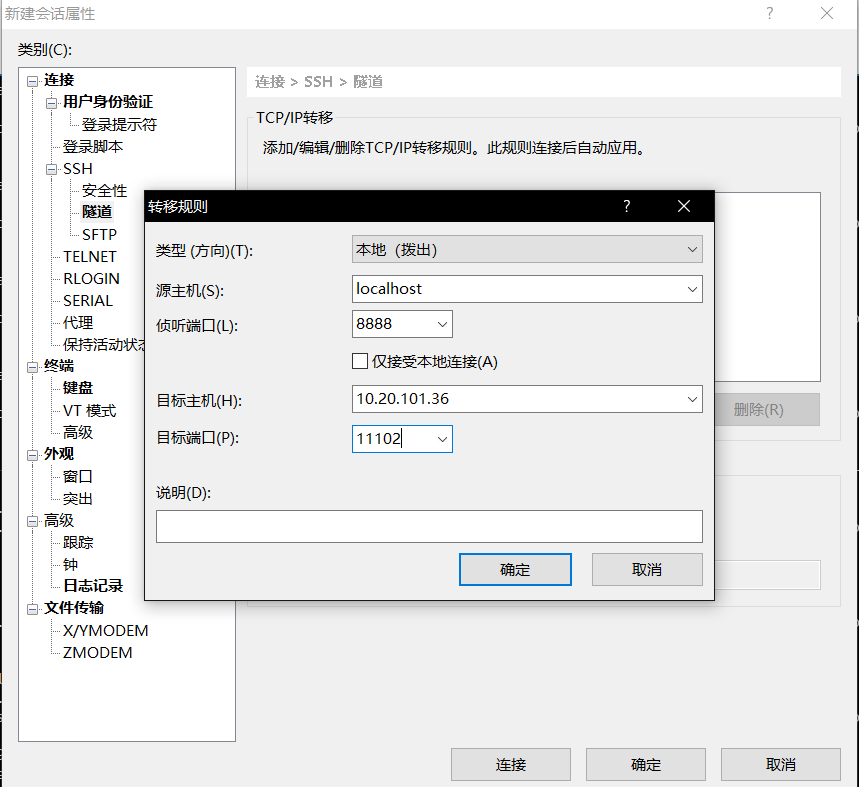 新建会话属性
类别(C):
连接
用户身份验证
登录提示符
登录脚本
SSH
安全性
隧道
SFTP
TELNET
RLOGIN
SERIAL
代理
保持活动状态
终端
键盘
VT 模式
高级
外观
窗口
突出
高级
跟踪
钟
日志记录
文件传输
X/YMODEM
ZMODEM
连接 > SSH > 隧道
TCP/IP转移
添加/编辑/删除TCP/IP转移规则。此规则连接后自动应用。
删除(R)
转移规则
类型 (方向)(T):
本地（拨出）
源主机(S):
localhost
侦听端口(L):
8888
仅接受本地连接(A)
目标主机(H):
10.20.101.36
目标端口(P):
11102
说明(D):
确定
取消
连接
确定
取消